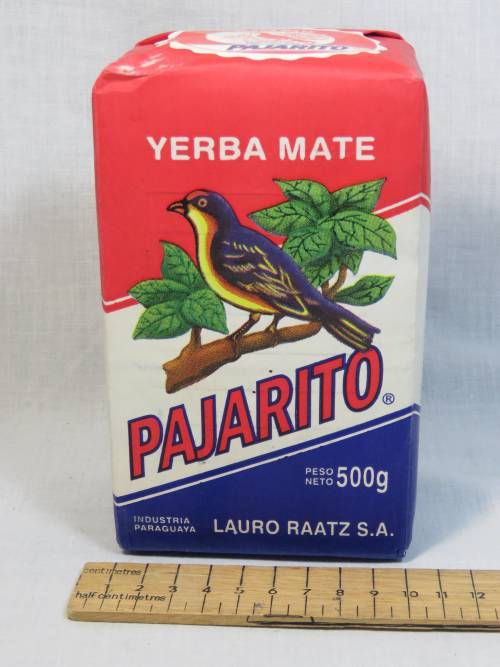 PAJARITO
YERBA MATE
PAJARITO®
PESO
NETO 500g
INDUSTRIA
PARAGUAYA
LAURO RAATZ S.A.
centimetres
1 2 3 4 5 6 7 8 9 10 11 12
half centimetres